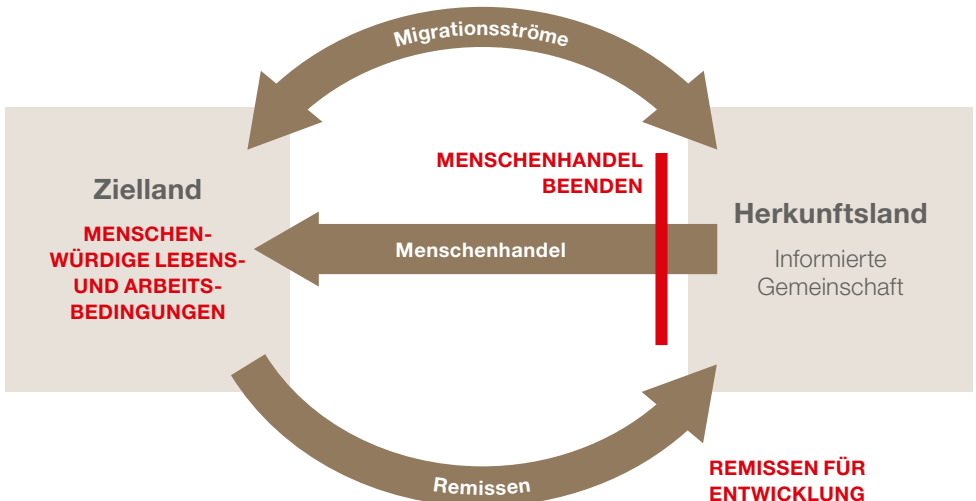 Migrationsströme
Zielland
MENSCHEN-
WÜRDIGE LEBENS-
UND ARBEITS-
BEDINGUNGEN
MENSCHENHANDEL
BEENDEN
Menschenhandel
Herkunftsland
Informierte
Gemeinschaft
Remissen
REMISSEN FÜR
ENTWICKLUNG